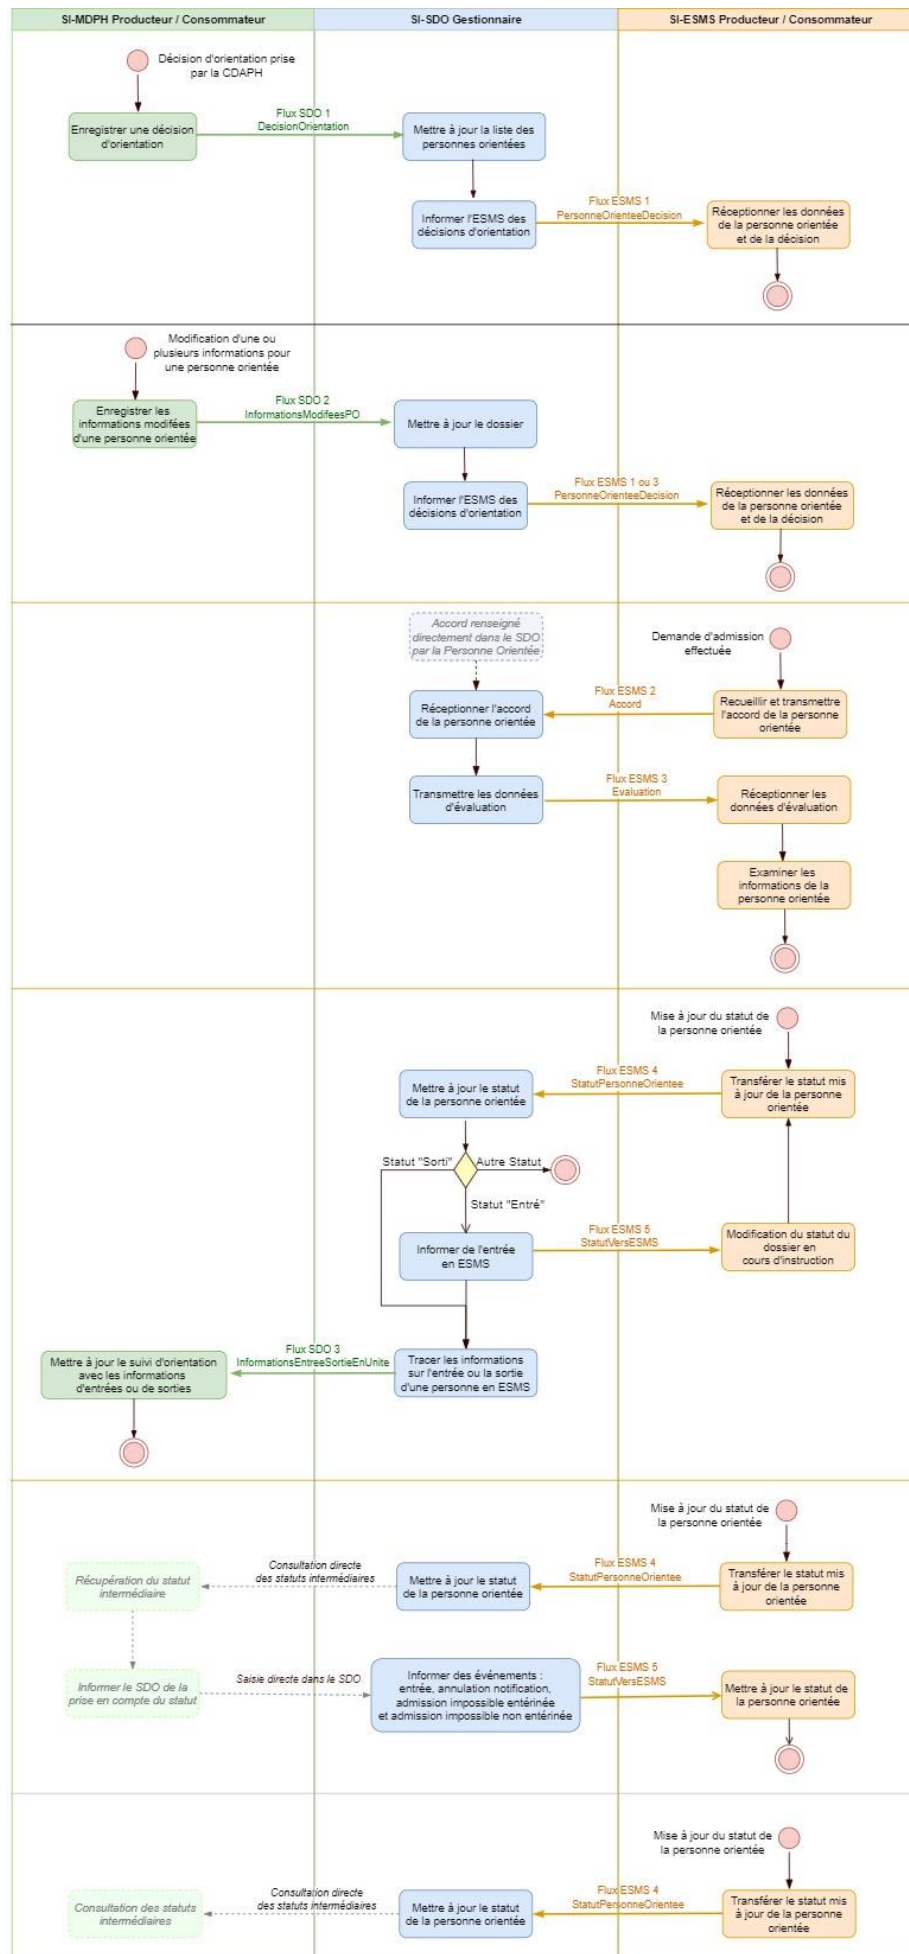 SI-MDPH Producteur / Consommateur
SI-SDO Gestionnaire
SI-ESMS Producteur / Consommateur
Décision d'orientation prise
par la CDAPH
Enregistrer une décision
d'orientation
Flux SDO 1
DecisionOrientation
Mettre à jour la liste des
personnes orientées
Informer l'ESMS des
décisions d'orientation
Flux ESMS 1
PersonneOrienteeDecision
Réceptionner les données
de la personne orientée
et de la décision
Modification d'une ou
plusieurs informations pour
une personne orientée
Enregistrer les
informations modifiées
d'une personne orientée
Flux SDO 2
InformationsModifeesPO
Mettre à jour le dossier
Informer l'ESMS des
décisions d'orientation
Flux ESMS 1 ou 3
PersonneOrienteeDecision
Réceptionner les données
de la personne orientée
et de la décision
Accord renseigné
directement dans le SDO
par la Personne Orientée
Demande d'admission
effectuée
Réceptionner l'accord
de la personne orientée
Flux ESMS 2
Accord
Recueillir et transmettre
l'accord de la personne
orientée
Transmettre les données
d'évaluation
Flux ESMS 3
Evaluation
Réceptionner les
données d'évaluation
Examiner les
informations de la
personne orientée
Mise à jour du statut de
la personne orientée
Mettre à jour le statut
de la personne orientée
Flux ESMS 4
StatutPersonneOrientee
Transférer le statut mis
à jour de la personne
orientée
Statut "Sorti"
Autre Statut
Statut "Entré"
Informer de l'entrée
en ESMS
Flux ESMS 5
StatutVersESMS
Modification du statut du
dossier en
cours d'instruction
Mettre à jour le suivi d'orientation
avec les informations
d'entrées ou de sorties
Flux SDO 3
InformationsEntreeSortieEnUnite
Tracer les informations
sur l'entrée ou la sortie
d'une personne en ESMS
Mise à jour du statut de
la personne orientée
Récupération du statut
intermédiaire
Consultation directe
des statuts intermédiaires
Mettre à jour le statut
de la personne orientée
Flux ESMS 4
StatutPersonneOrientee
Transférer le statut mis
à jour de la personne
orientée
Informer le SDO de la
prise en compte du statut
Saisie directe dans le SDO
Informer des événements :
entrée, annulation notification,
admission impossible entérinée
et admission impossible non entérinée
Flux ESMS 5
StatutVersESMS
Mettre à jour le statut de
la personne orientée
Mise à jour du statut de
la personne orientée
Consultation des statuts
intermédiaires
Consultation directe
des statuts intermédiaires
Mettre à jour le statut
de la personne orientée
Flux ESMS 4
StatutPersonneOrientee
Transférer le statut mis
à jour de la personne
orientée